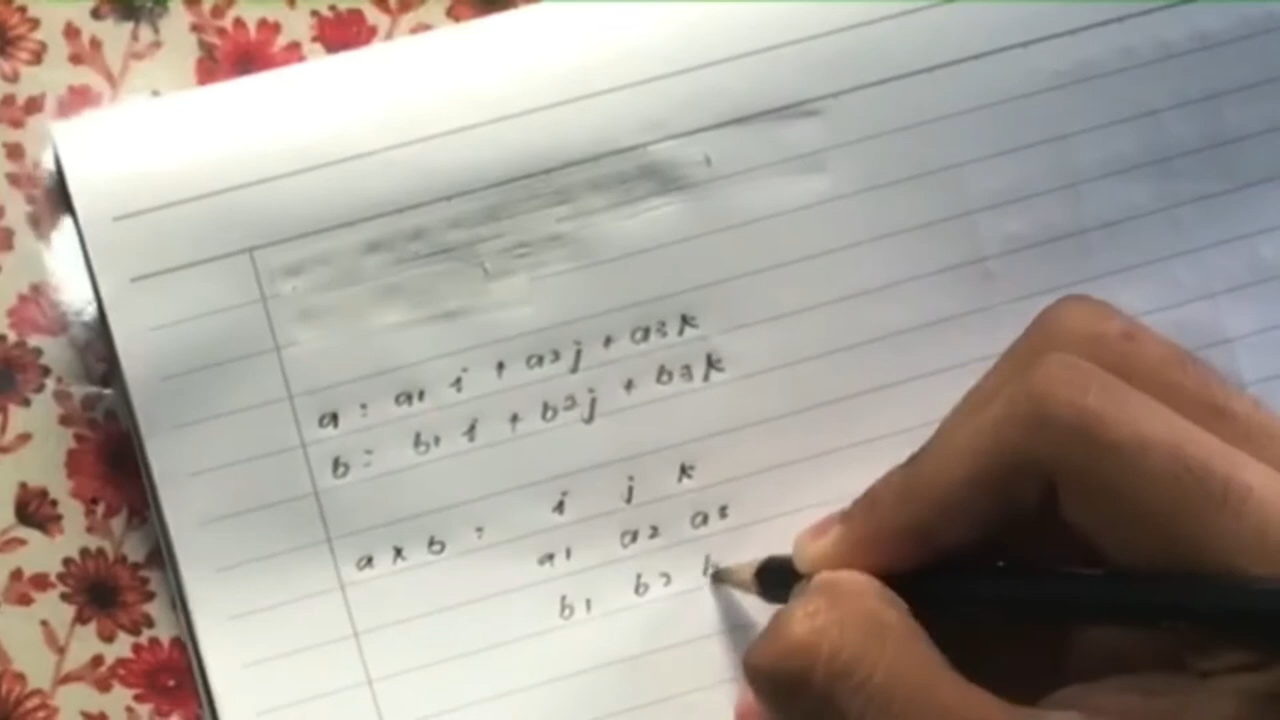 a = a1 i + a2 j + a3 k
b = b1 i + b2 j + b3 k
a x b = i j k
a1 a2 a3
b1 b2 b